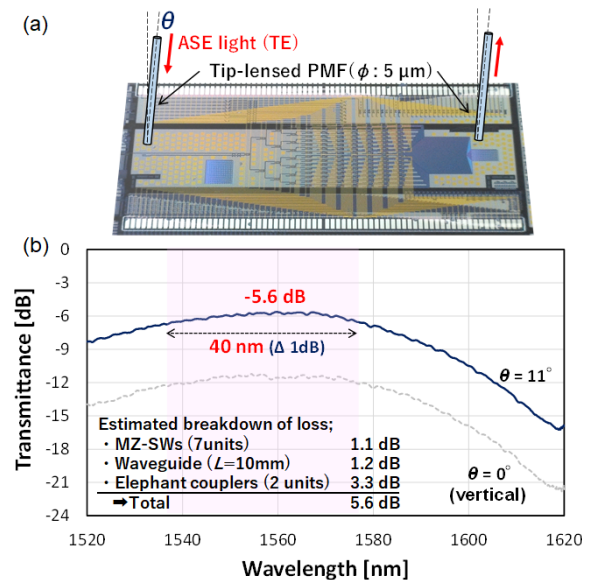 (a)
θ
ASE light (TE)
Tip-lensed PMF(ϕ : 5 μm)
(b)
Transmittance [dB]
0
-3
-6
-9
-12
-15
-18
-21
-24
-5.6 dB
40 nm (Δ 1dB)
θ = 11°
θ = 0°
(vertical)
Estimated breakdown of loss;
・MZ-SWs (7units) 1.1 dB
・Waveguide (L=10mm) 1.2 dB
・Elephant couplers (2 units) 3.3 dB
➡Total 5.6 dB
1520 1540 1560 1580 1600 1620
Wavelength [nm]